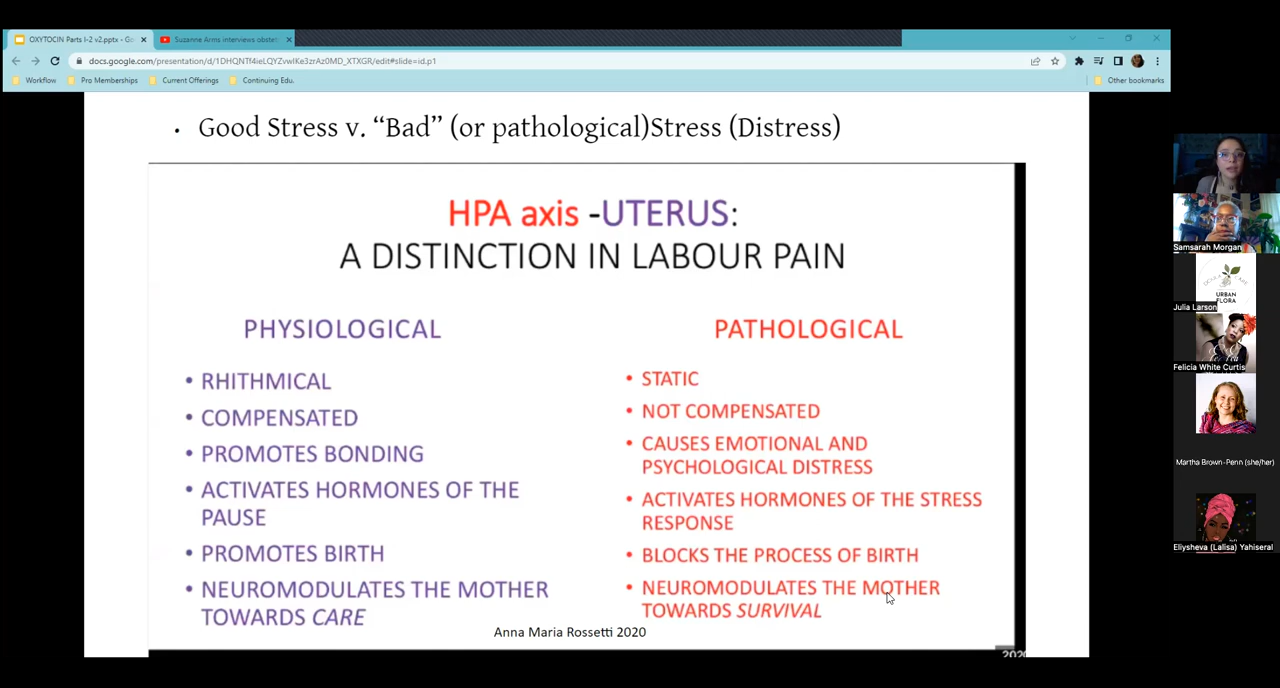 OXYTOCIN Parts I-2 v2.pptx - Go
Suzanne Arms interviews obstet
docs.google.com/presentation/d/1DHQNTf4ieLQYZvwIKe3zrAz0MD_XTXGR/edit#slide=id.p1
Workflow Pro Memberships Current Offerings Continuing Edu. Other bookmarks
• Good Stress v. “Bad” (or pathological)Stress (Distress)
HPA axis -UTERUS:
A DISTINCTION IN LABOUR PAIN
PHYSIOLOGICAL
• RHITHMICAL
• COMPENSATED
• PROMOTES BONDING
• ACTIVATES HORMONES OF THE
PAUSE
• PROMOTES BIRTH
• NEUROMODULATES THE MOTHER
TOWARDS CARE
PATHOLOGICAL
• STATIC
• NOT COMPENSATED
• CAUSES EMOTIONAL AND
PSYCHOLOGICAL DISTRESS
• ACTIVATES HORMONES OF THE STRESS
RESPONSE
• BLOCKS THE PROCESS OF BIRTH
• NEUROMODULATES THE MOTHER
TOWARDS SURVIVAL
Anna Maria Rossetti 2020
2020
Samsarah Morgan
URBAN
FLORA
Julia Larson
Felicia White Curtis
Martha Brown-Penn (she/her)
Eliysheva (Lalisa) Yahiseral